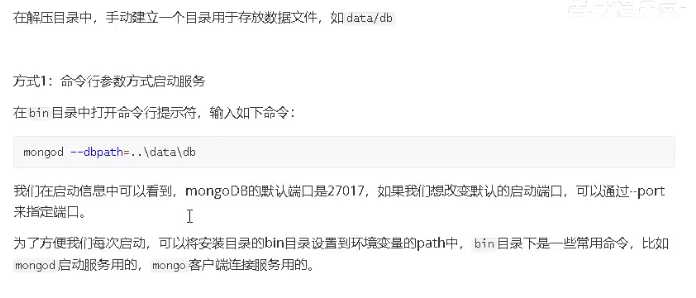 在解压目录中，手动建立一个目录用于存放数据文件，如data/db
方式1：命令行参数方式启动服务
在bin目录中打开命令行提示符，输入如下命令：
mongod --dbpath=..\data\db
我们在启动信息中可以看到，mongoDB的默认端口是27017，如果我们想改变默认的启动端口，可以通过--port
来指定端口。
为了方便我们每次启动，可以将安装目录的bin目录设置到环境变量的path中，bin目录下是一些常用命令，比如
mongod启动服务用的，mongo客户端连接服务用的。